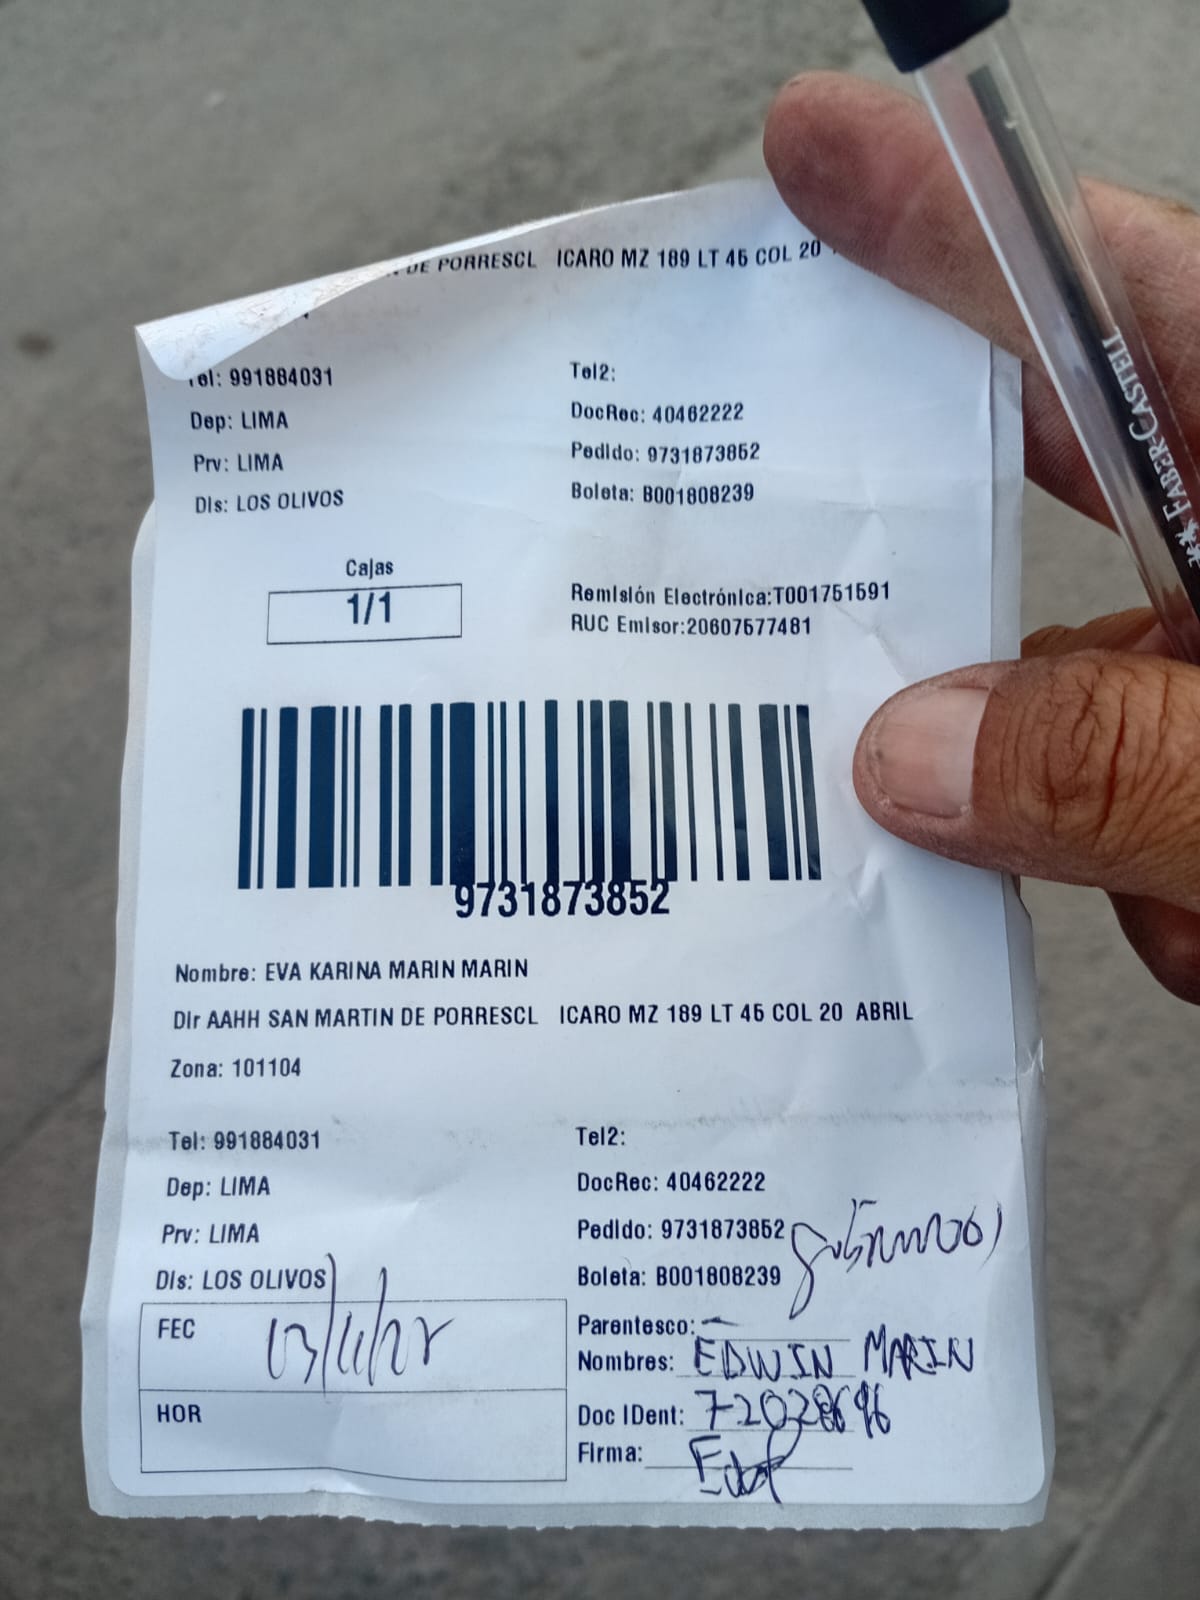 DE PORRESCL ICARO MZ 189 LT 45 COL 20
Tel: 991884031
Tel2:
Dep: LIMA
DocRec: 40462222
Prv: LIMA
Pedido: 9731873852
Dis: LOS OLIVOS
Boleta: B001808239
Cajas
1/1
Remisión Electrónica:T001751591
RUC Emisor:20607577481
9731873852
Nombre: EVA KARINA MARIN MARIN
Dir AAHH SAN MARTIN DE PORRESCL ICARO MZ 189 LT 45 COL 20 ABRIL
Zona: 101104
Tel: 991884031
Tel2:
Dep: LIMA
DocRec: 40462222
Prv: LIMA
Pedido: 9731873852
Dis: LOS OLIVOS
Boleta: B001808239
FEC
Parentesco:
Nombres: EDWIN MARIN
HOR
Doc IDent:
Firma:
FABER-CASTELL